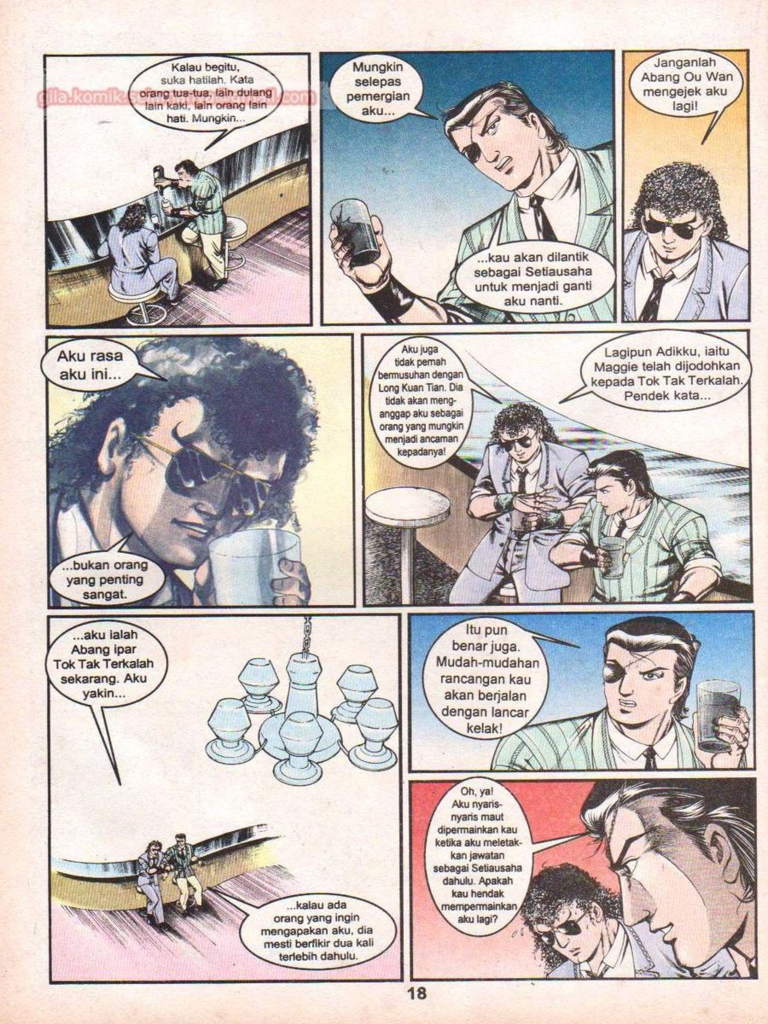 Kalau begitu,
suka hatilah. Kata
orang tua-tua, lain dulang
lain kaki, lain orang lain
hati. Mungkin...
Mungkin
selepas
pemergian
aku...
...kau akan dilantik
sebagai Setiausaha
untuk menjadi ganti
aku nanti.
Janganlah
Abang Ou Wan
mengejek aku
lagi!
Aku rasa
aku ini...
...bukan orang
yang penting
sangat.
Aku juga
tidak pernah
bermusuhan dengan
Long Kuan Tian. Dia
tidak akan meng-
anggap aku sebagai
orang yang mungkin
menjadi ancaman
kepadanya!
Lagipun Adikku, iaitu
Maggie telah dijodohkan
kepada Tok Tak Terkalah.
Pendek kata...
...aku ialah
Abang ipar
Tok Tak Terkalah
sekarang. Aku
yakin...
...kalau ada
orang yang ingin
mengapakan aku, dia
mesti berfikir dua kali
terlebih dahulu.
Itu pun
benar juga.
Mudah-mudahan
rancangan kau
akan berjalan
dengan lancar
kelak!
Oh, ya!
Aku nyaris-
nyaris maut
dipermainkan kau
ketika aku meletak-
kan jawatan
sebagai Setiausaha
dahulu. Apakah
kau hendak
mempermainkan
aku lagi?
18